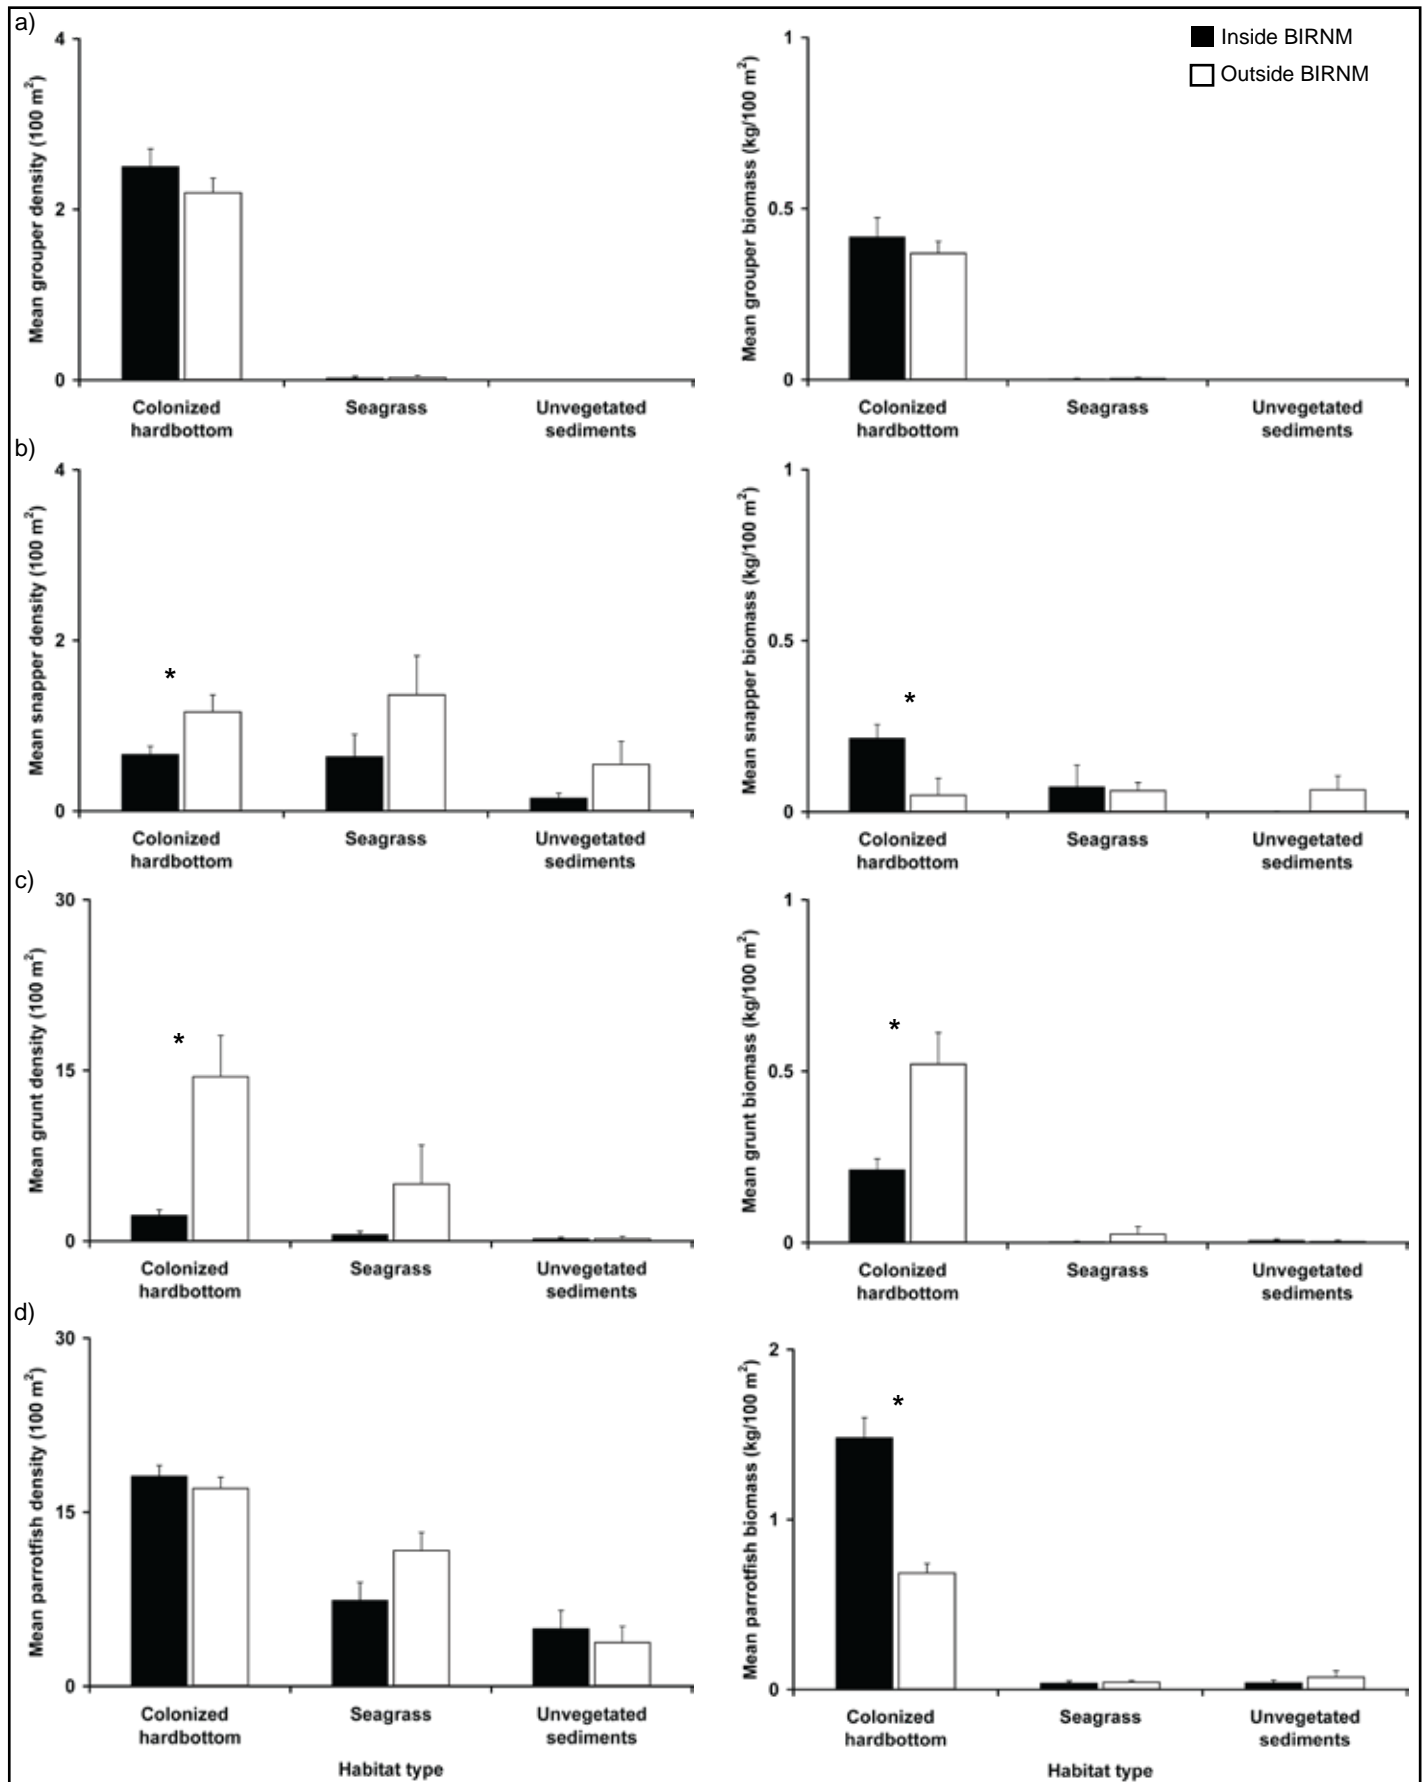 a)
Inside BIRNM
Outside BIRNM
Mean grouper density (100 m²)
4
2
0
Colonized hardbottom
Seagrass
Unvegetated sediments
Mean grouper biomass (kg/100 m²)
1
0.5
0
Colonized hardbottom
Seagrass
Unvegetated sediments
b)
Mean snapper density (100 m²)
4
2
0
*
Colonized hardbottom
Seagrass
Unvegetated sediments
Mean snapper biomass (kg/100 m²)
1
0.5
0
*
Colonized hardbottom
Seagrass
Unvegetated sediments
c)
Mean grunt density (100 m²)
30
15
0
*
Colonized hardbottom
Seagrass
Unvegetated sediments
Mean grunt biomass (kg/100 m²)
1
0.5
0
*
Colonized hardbottom
Seagrass
Unvegetated sediments
d)
Mean parrotfish density (100 m²)
30
15
0
Colonized hardbottom
Seagrass
Unvegetated sediments
Habitat type
Mean parrotfish biomass (kg/100 m²)
2
1
0
*
Colonized hardbottom
Seagrass
Unvegetated sediments
Habitat type